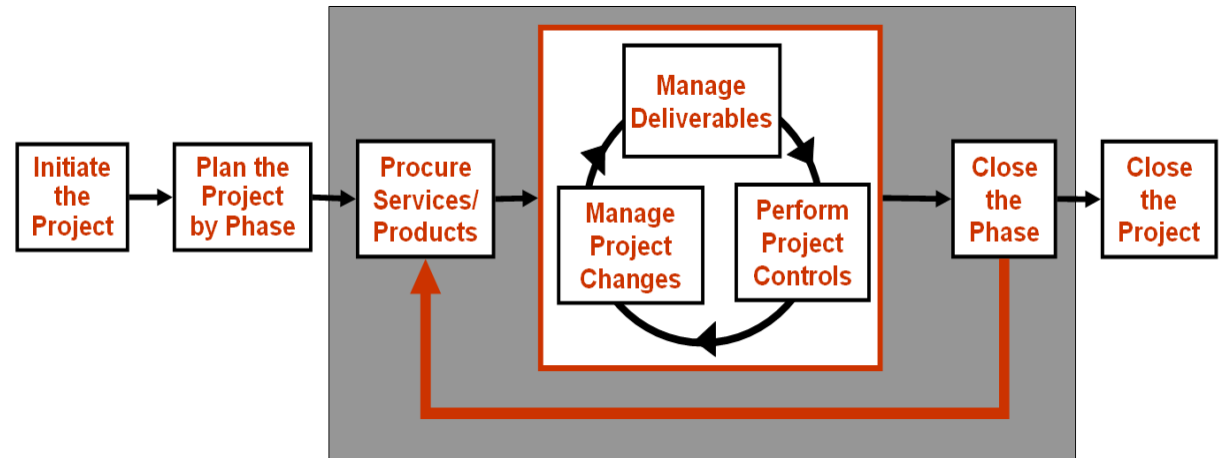 Initiate
the
Project
Plan the
Project
by Phase
Procure
Services/
Products
Manage
Deliverables
Manage
Project
Changes
Perform
Project
Controls
Close
the
Phase
Close
the
Project